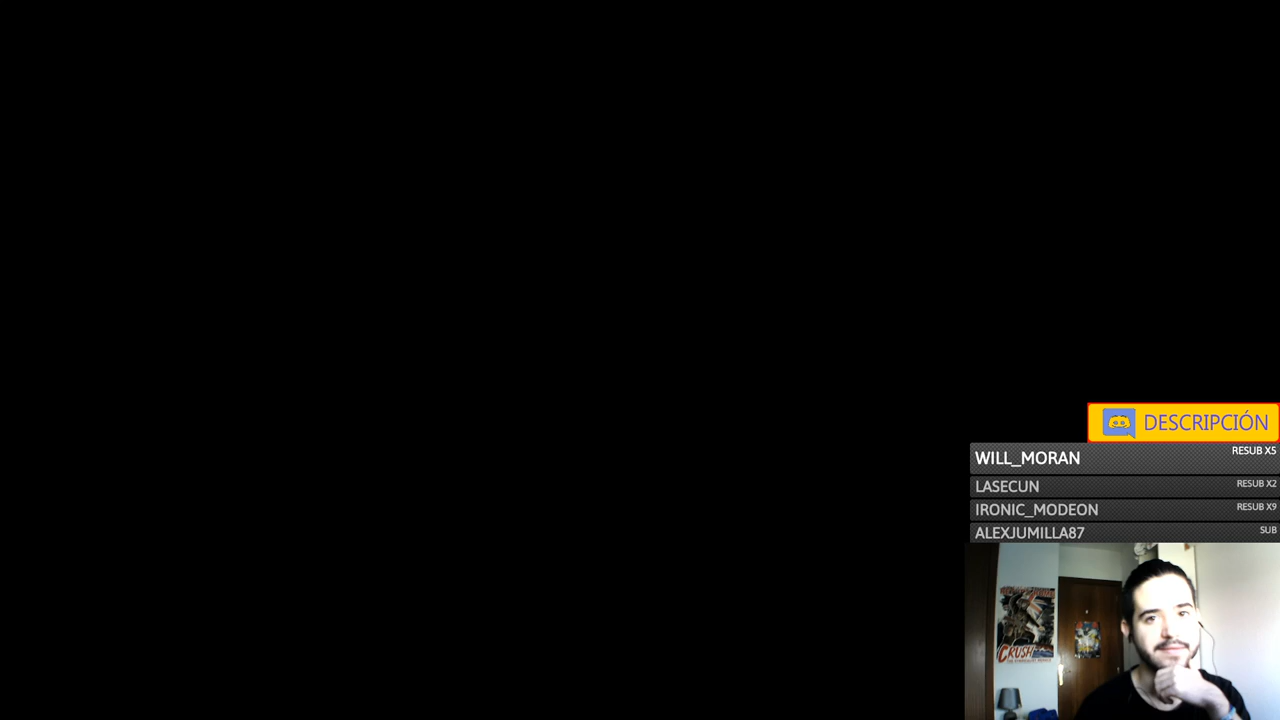 DESCRIPCIÓN
WILL_MORAN RESUB X5
LASECUN RESUB X2
IRONIC_MODEON RESUB X9
ALEXJUMILLA87 SUB
CRUSH